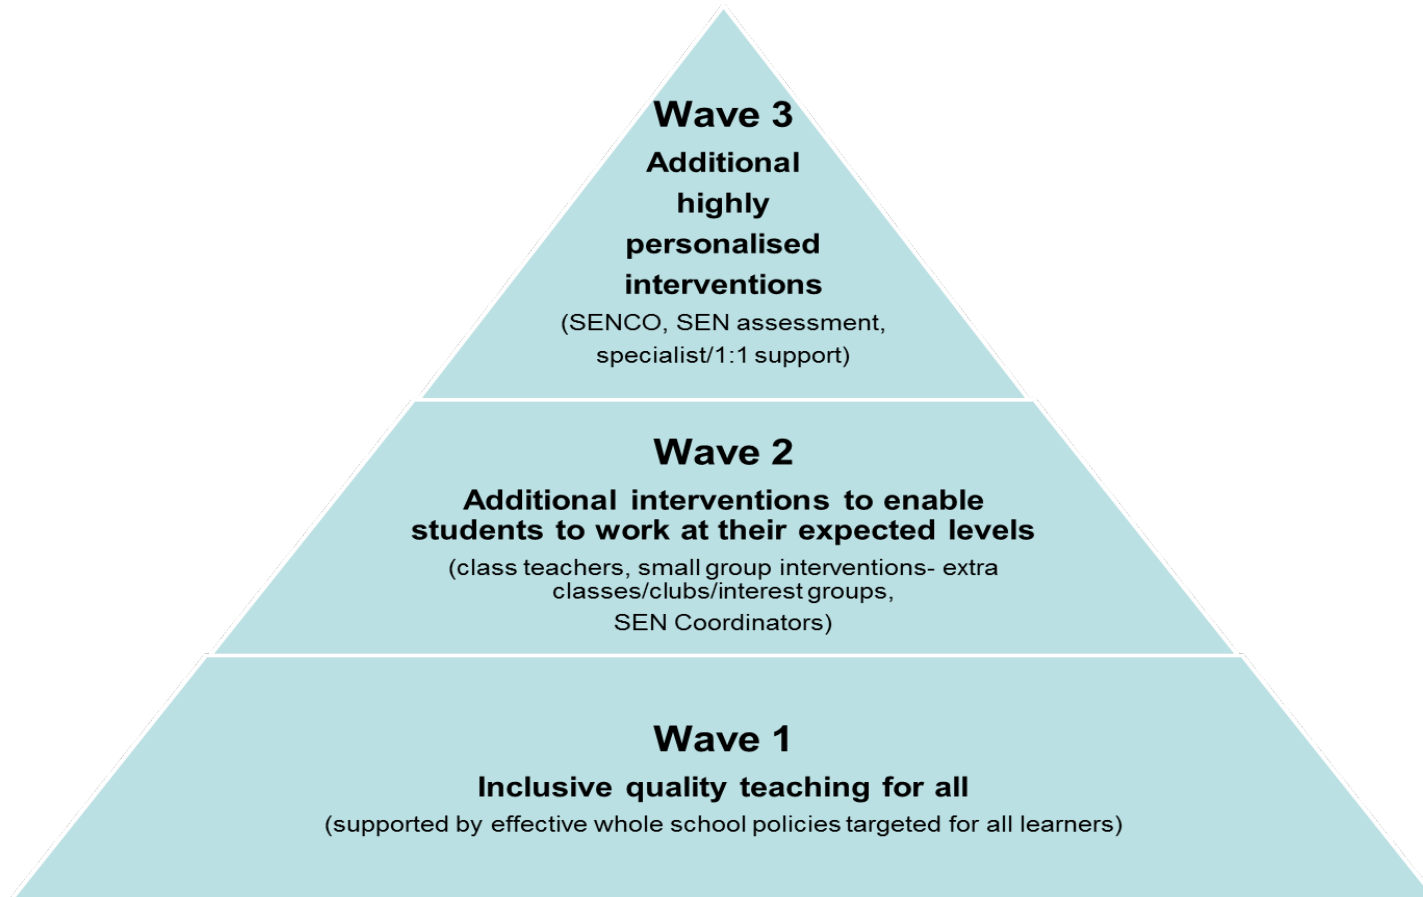 Wave 3
Additional
highly
personalised
interventions
(SENCO, SEN assessment,
specialist/1:1 support)
Wave 2
Additional interventions to enable
students to work at their expected levels
(class teachers, small group interventions- extra
classes/clubs/interest groups,
SEN Coordinators)
Wave 1
Inclusive quality teaching for all
(supported by effective whole school policies targeted for all learners)